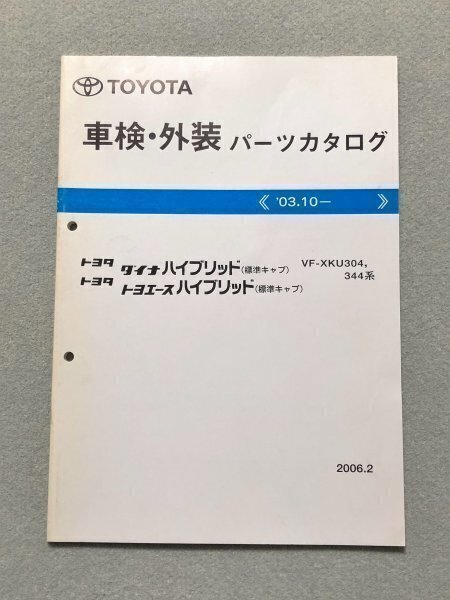 TOYOTA
車検・外装 パーツカタログ
《 '03.10ー 》
トヨタ ダイナ ハイブリッド(標準キャブ) VF-XKU304,
344系
トヨタ トヨエース ハイブリッド(標準キャブ)
2006.2